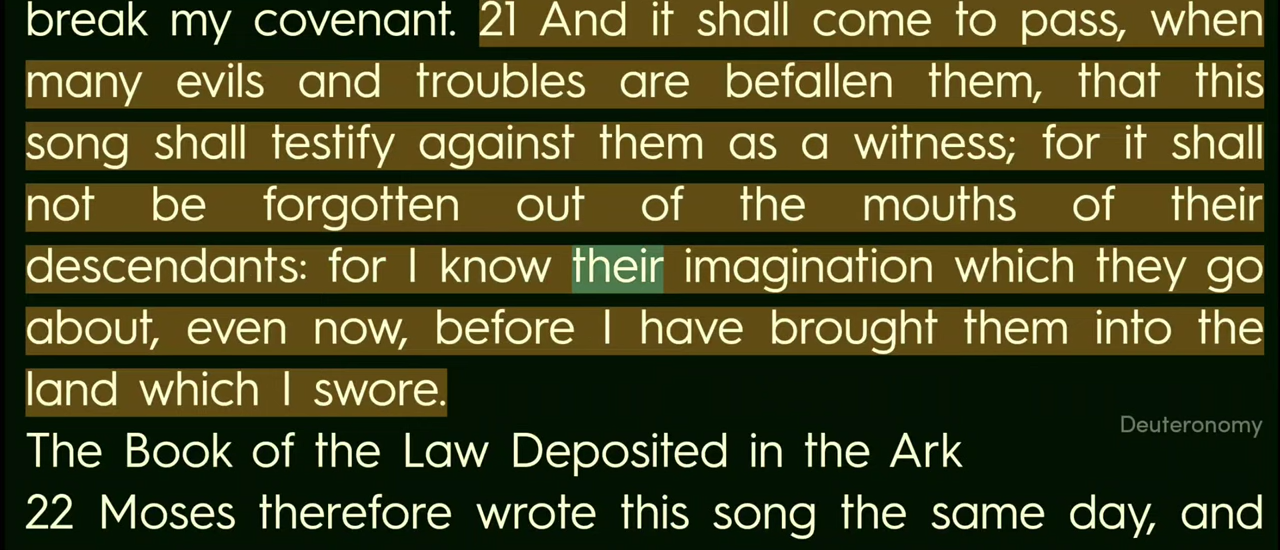 break my covenant. 21 And it shall come to pass, when
many evils and troubles are befallen them, that this
song shall testify against them as a witness; for it shall
not be forgotten out of the mouths of their
descendants: for I know their imagination which they go
about, even now, before I have brought them into the
land which I swore.
Deuteronomy
The Book of the Law Deposited in the Ark
22 Moses therefore wrote this song the same day, and